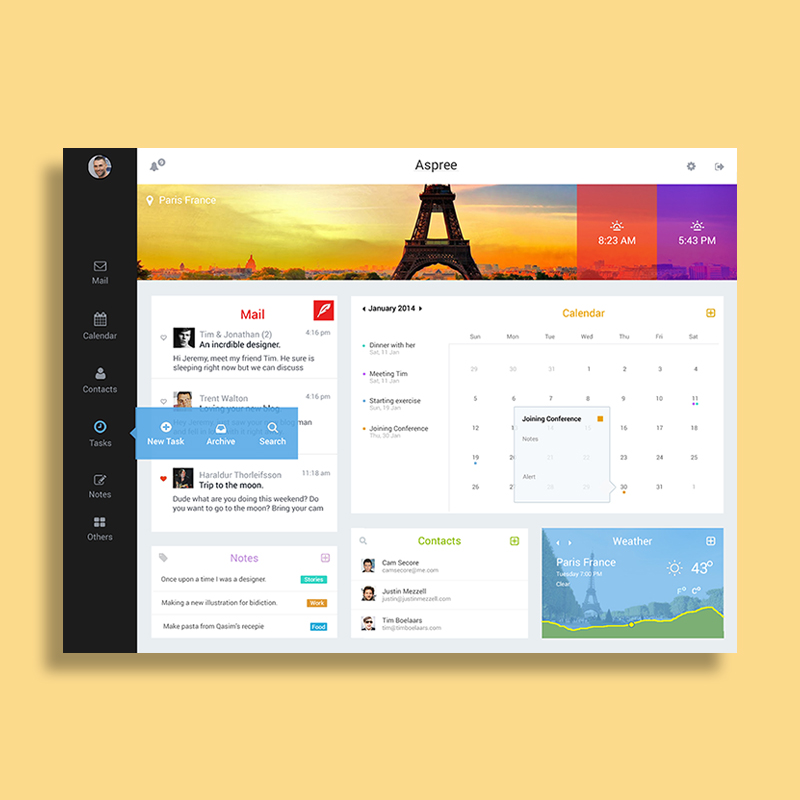 9
Aspree
Paris France
8:23 AM
5:43 PM
Mail
Calendar
Contacts
Tasks
Notes
Others
New Task
Archive
Search
Mail
Tim & Jonathan (2)
4:16 pm
An incrdible designer.
Hi Jeremy, meet my friend Tim. He sure is
sleeping right now but we can discuss
Trent Walton
4:16 pm
Loving your new blog.
Haraldur Thorleifsson
11:18 am
Trip to the moon.
Dude what are you doing this weekend? Do
you want to go to the moon? Bring your cam
January 2014
Calendar
Dinner with her
Sat, 11 Jan
Meeting Tim
Sat, 11 Jan
Starting exercise
Sun, 19 Jan
Joining Conference
Thu, 30 Jan
Sun Mon Tue Wed Thu Fri Sat
29 30 31 1 2 3 4
5 6 7 8 9 10 11
12 15 16 17 18
19 21 22 23 24 25
26 28 29 30 31 1
Joining Conference
Notes
Alert
Notes
Once upon a time I was a designer.
Stories
Making a new illustration for bidiction.
Work
Make pasta from Qasim's recepie
Food
Contacts
Cam Secore
camsecore@me.com
Justin Mezzell
justin@justinmezzell.com
Tim Boelaars
tim@timboelaars.com
Weather
Paris France
Tuesday 7:00 PM
Clear
43°
F° C°